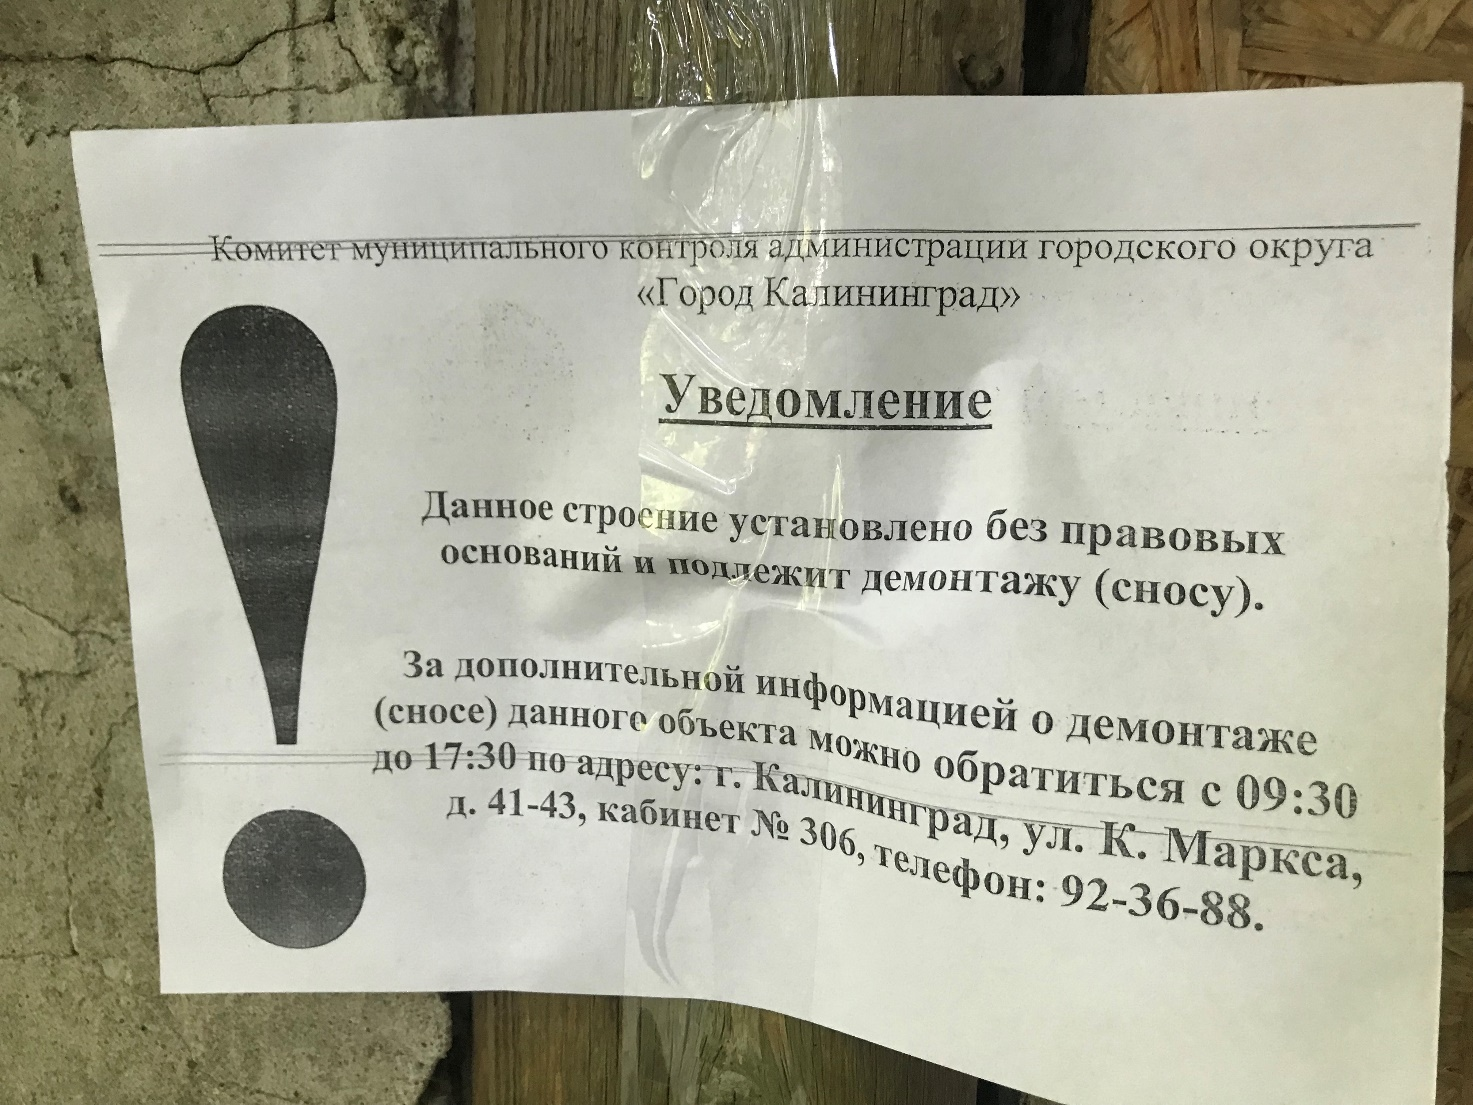 Комитет муниципального контроля администрации городского округа
«Город Калининград»
Уведомление
Данное строение установлено без правовых
оснований и подлежит демонтажу (сносу).
За дополнительной информацией о демонтаже
(сносе) данного объекта можно обратиться с 09:30
до 17:30 по адресу: г. Калининград, ул. К. Маркса,
д. 41-43, кабинет № 306, телефон: 92-36-88.